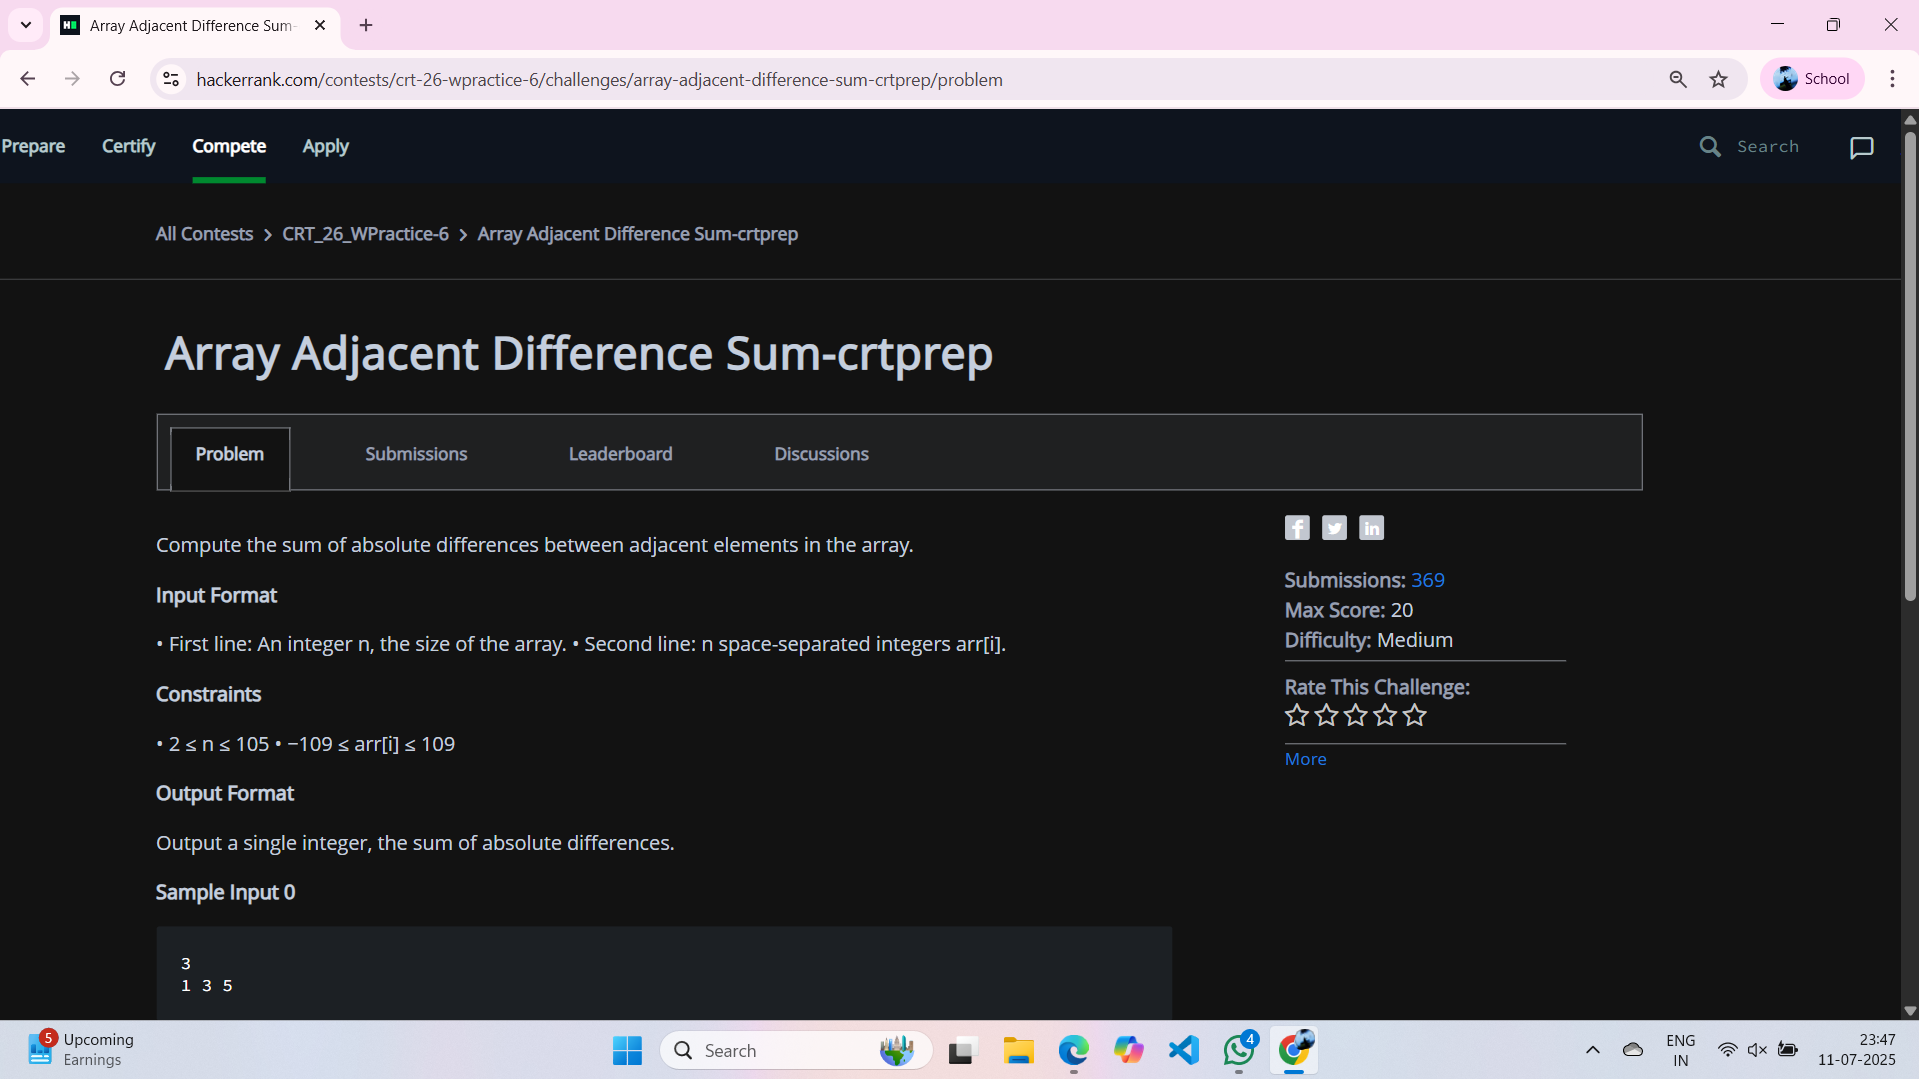 Array Adjacent Difference Sum-
hackerrank.com/contests/crt-26-wpractice-6/challenges/array-adjacent-difference-sum-crtprep/problem
School
Prepare Certify Compete Apply
Search
All Contests > CRT_26_WPractice-6 > Array Adjacent Difference Sum-crtprep
Array Adjacent Difference Sum-crtprep
Problem Submissions Leaderboard Discussions
Compute the sum of absolute differences between adjacent elements in the array.
Input Format
• First line: An integer n, the size of the array. • Second line: n space-separated integers arr[i].
Constraints
• 2 ≤ n ≤ 105 • −109 ≤ arr[i] ≤ 109
Output Format
Output a single integer, the sum of absolute differences.
Sample Input 0
3
1 3 5
Submissions: 369
Max Score: 20
Difficulty: Medium
Rate This Challenge:
More
5
Upcoming
Earnings
Search
4
ENG
IN
23:47
11-07-2025